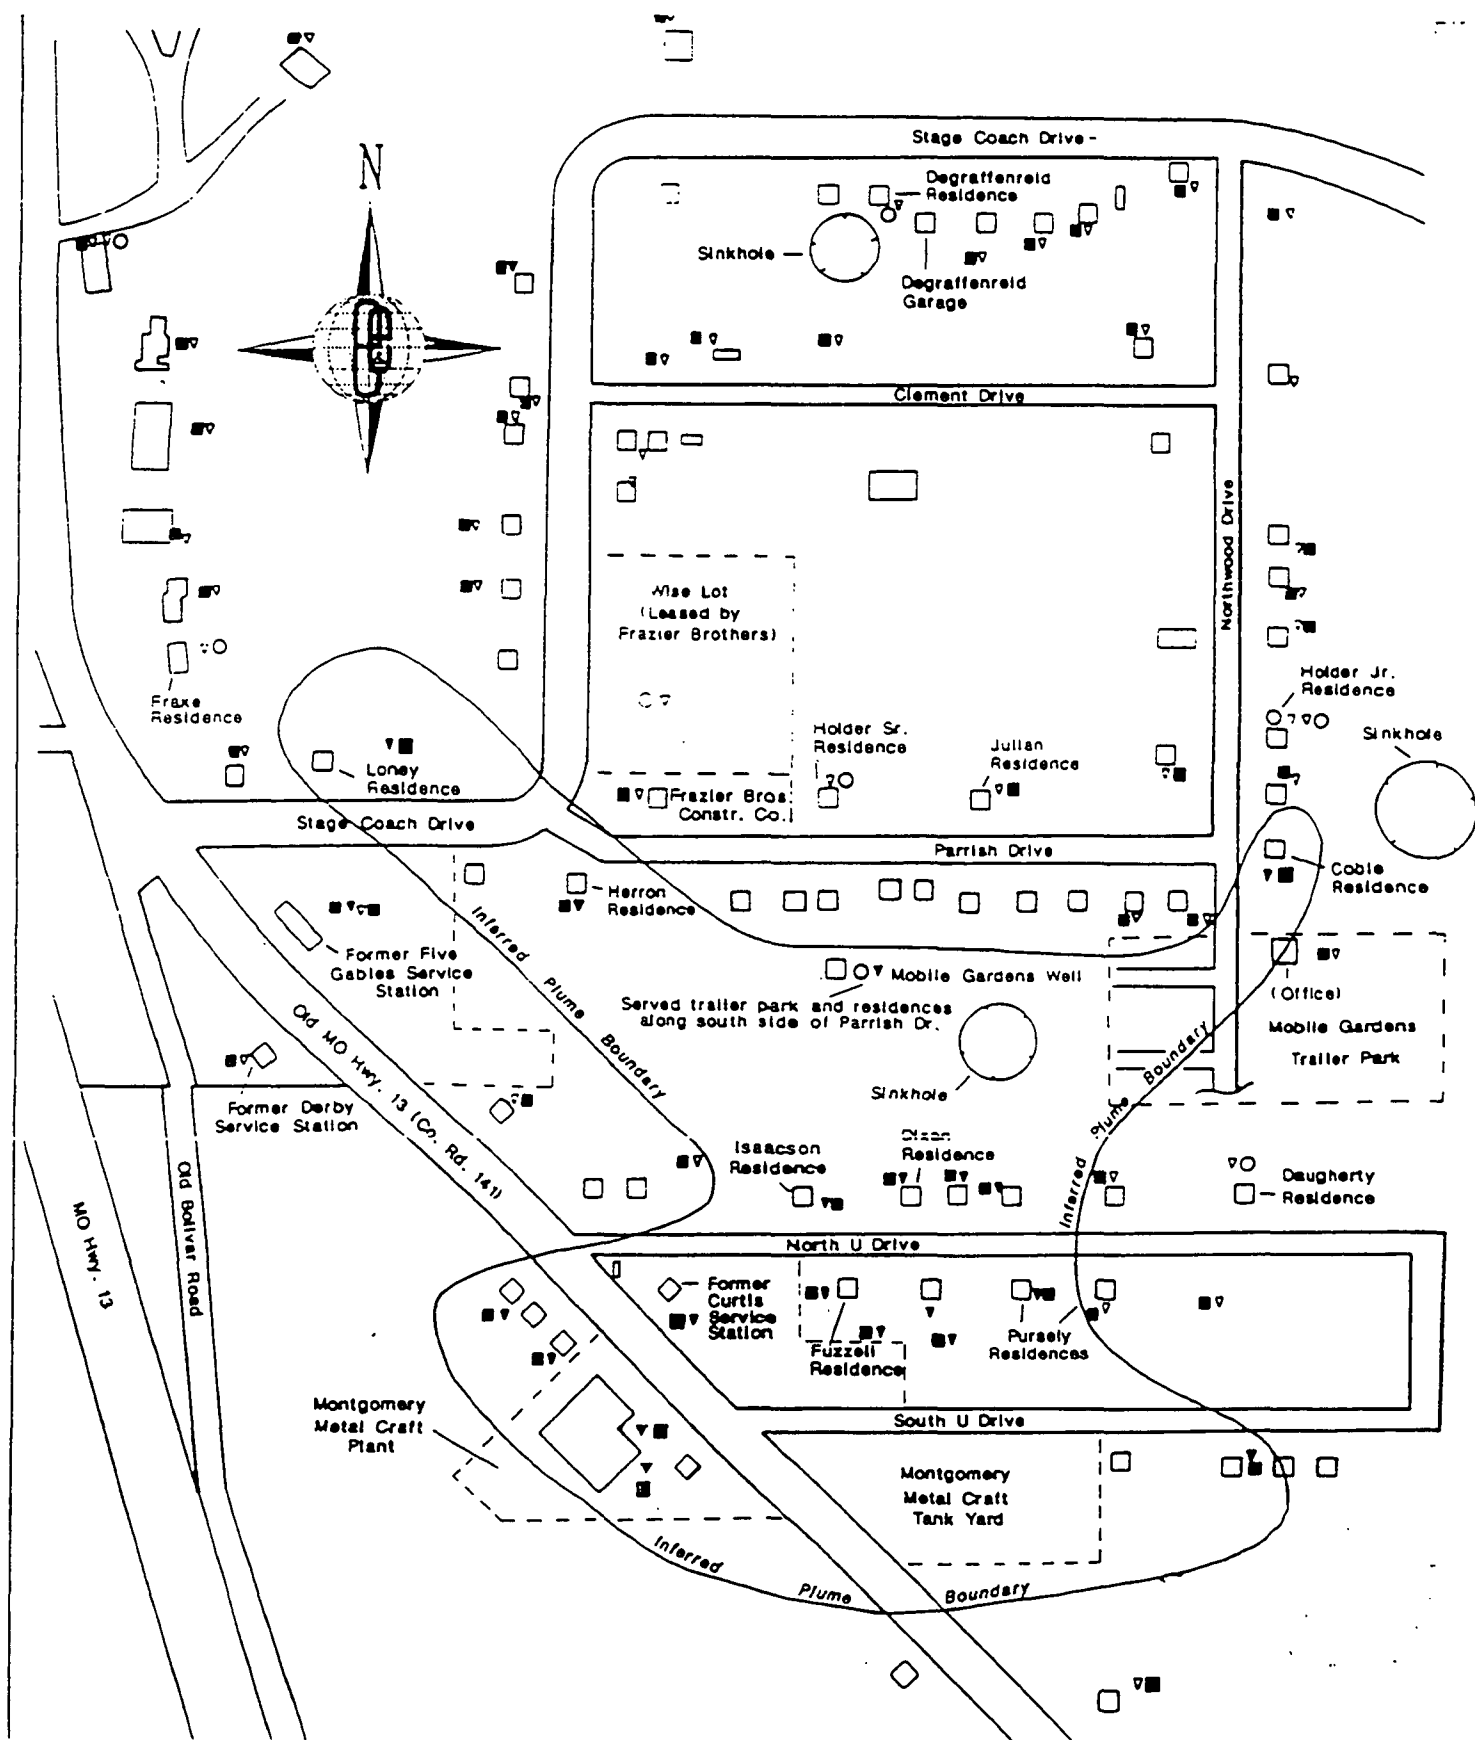 N
Stage Coach Drive-
Degraffenreid
Residence
Sinkhole
Degraffenreid
Garage
Clement Drive
Northwood Drive
Wise Lot
(Leased by
Frazier Brothers)
Fraxe
Residence
Holder Jr.
Residence
Sinkhole
Holder Sr.
Residence
Julian
Residence
Loney
Residence
Frazier Bros.
Constr. Co.
Stage Coach Drive
Parrish Drive
Coble
Residence
Herron
Residence
Inferred Plume Boundary
Former Five
Gables Service
Station
Mobile Gardens Well
Served trailer park and residences
along south side of Parrish Dr.
(Office)
Mobile Gardens
Trailer Park
Sinkhole
Old MO Hwy. 13 (Co. Rd. 141)
Former Derby
Service Station
Inferred Plume Boundary
Isaacson
Residence
Dixon
Residence
Daugherty
Residence
MO Hwy. 13
Old Bolivar Road
North U Drive
Former
Curtis
Service
Station
Fuzzell
Residence
Pursely
Residences
Montgomery
Metal Craft
Plant
South U Drive
Montgomery
Metal Craft
Tank Yard
Inferred Plume Boundary